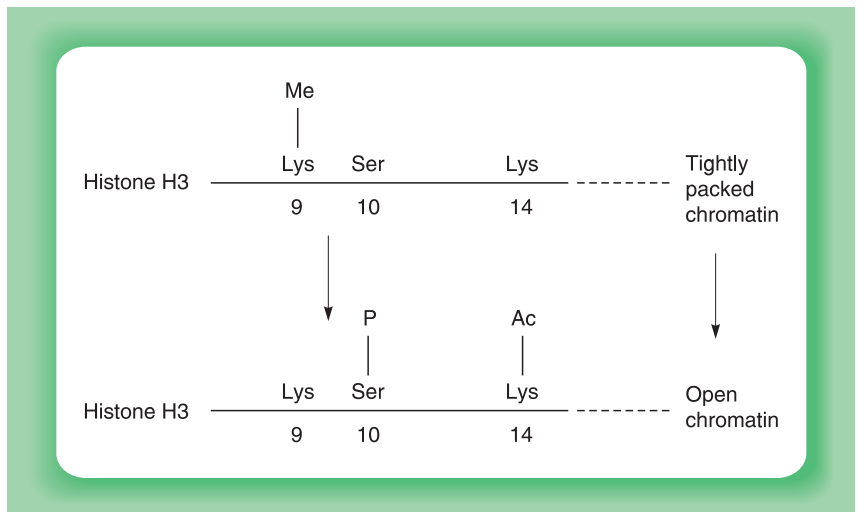 Me
Lys Ser Lys Tightly
Histone H3 packed
9 10 14 chromatin
P Ac
Lys Ser Lys Open
Histone H3 chromatin
9 10 14